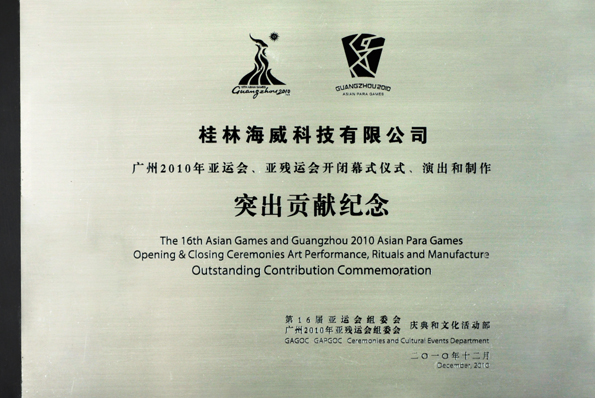 16TH ASIAN GAMES
Guangzhou 2010
GUANGZHOU 2010
ASIAN PARA GAMES
桂林海威科技有限公司
广州2010年亚运会、亚残运会开闭幕式仪式、演出和制作
突出贡献纪念
The 16th Asian Games and Guangzhou 2010 Asian Para Games
Opening & Closing Ceremonies Art Performance, Rituals and Manufacture
Outstanding Contribution Commemoration
第16届亚运会组委会
广州2010年亚残运会组委会 庆典和文化活动部
GAGOC GAPGOC Ceremonies and Cultural Events Department
二〇一〇年十二月
December, 2010